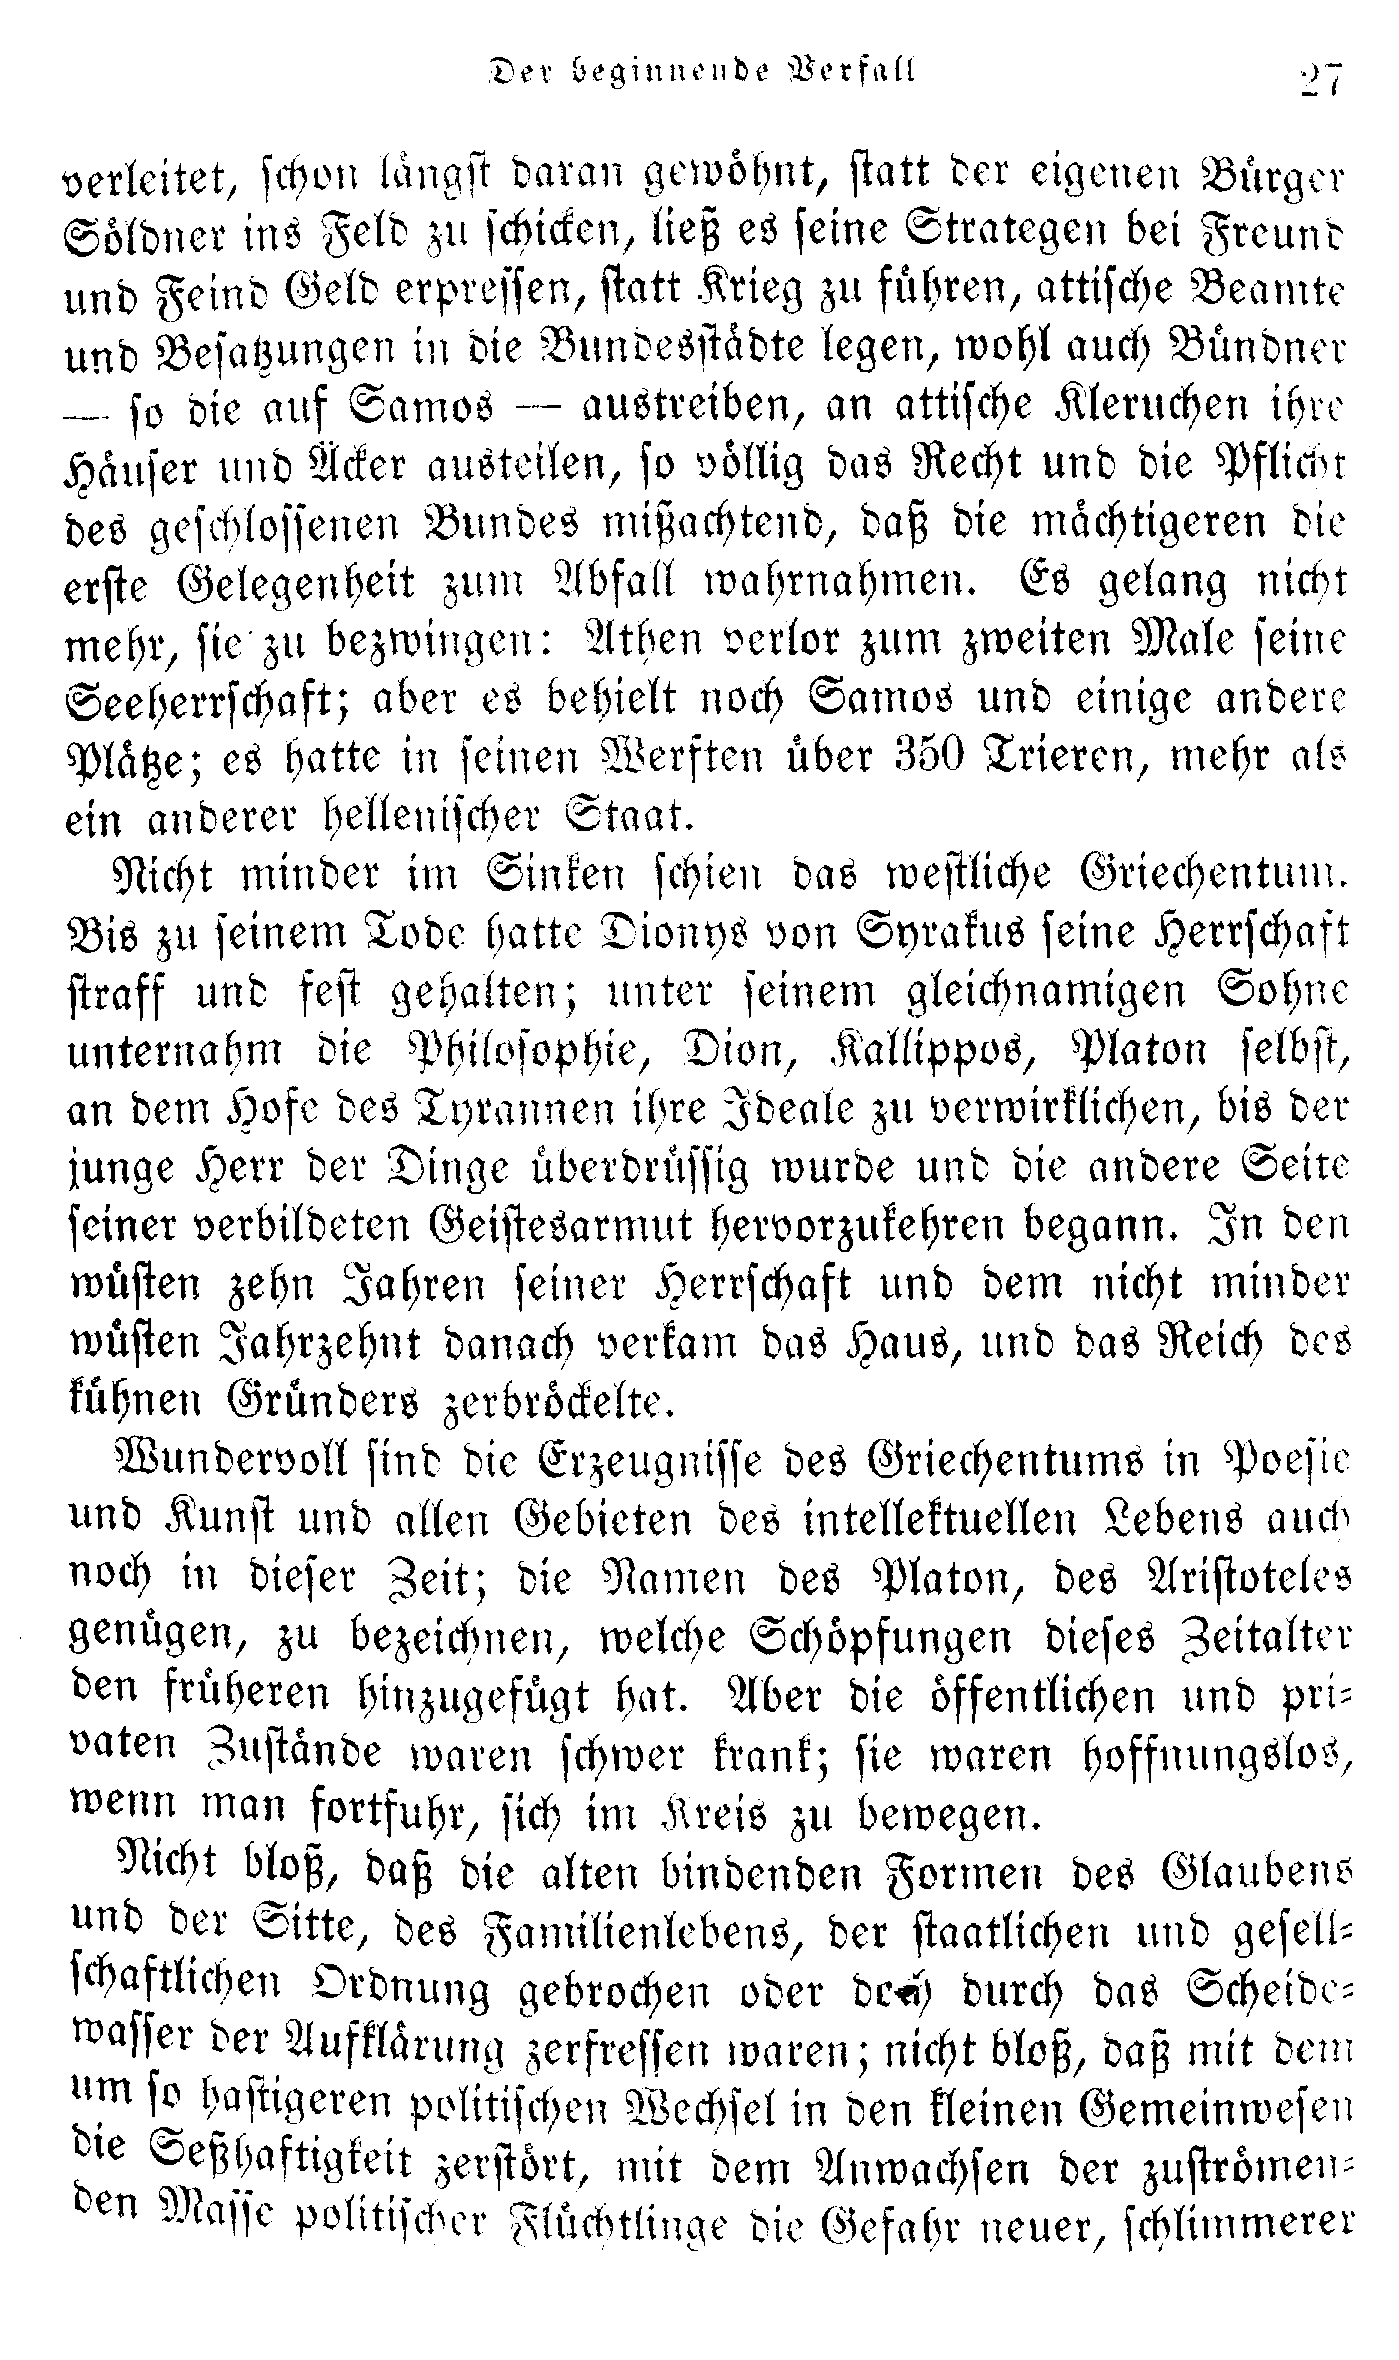 Der beginnende Verfall 27
verleitet, schon längst daran gewöhnt, statt der eigenen Bürger
Söldner ins Feld zu schicken, ließ es seine Strategen bei Freund
und Feind Geld erpressen, statt Krieg zu führen, attische Beamte
und Besatzungen in die Bundesstädte legen, wohl auch Bündner
— so die auf Samos — austreiben, an attische Kleruchen ihre
Häuser und Äcker austeilen, so völlig das Recht und die Pflicht
des geschlossenen Bundes mißachtend, daß die mächtigeren die
erste Gelegenheit zum Abfall wahrnahmen. Es gelang nicht
mehr, sie zu bezwingen: Athen verlor zum zweiten Male seine
Seeherrschaft; aber es behielt noch Samos und einige andere
Plätze; es hatte in seinen Werften über 350 Trieren, mehr als
ein anderer hellenischer Staat.
Nicht minder im Sinken schien das westliche Griechentum.
Bis zu seinem Tode hatte Dionys von Syrakus seine Herrschaft
straff und fest gehalten; unter seinem gleichnamigen Sohne
unternahm die Philosophie, Dion, Kallippos, Platon selbst,
an dem Hofe des Tyrannen ihre Ideale zu verwirklichen, bis der
junge Herr der Dinge überdrüssig wurde und die andere Seite
seiner verbildeten Geistesarmut hervorzukehren begann. In den
wüsten zehn Jahren seiner Herrschaft und dem nicht minder
wüsten Jahrzehnt danach verkam das Haus, und das Reich des
kühnen Gründers zerbröckelte.
Wundervoll sind die Erzeugnisse des Griechentums in Poesie
und Kunst und allen Gebieten des intellektuellen Lebens auch
noch in dieser Zeit; die Namen des Platon, des Aristoteles
genügen, zu bezeichnen, welche Schöpfungen dieses Zeitalter
den früheren hinzugefügt hat. Aber die öffentlichen und pri-
vaten Zustände waren schwer krank; sie waren hoffnungslos,
wenn man fortfuhr, sich im Kreis zu bewegen.
Nicht bloß, daß die alten bindenden Formen des Glaubens
und der Sitte, des Familienlebens, der staatlichen und gesell-
schaftlichen Ordnung gebrochen oder doch durch das Scheide-
wasser der Aufklärung zerfressen waren; nicht bloß, daß mit dem
um so hastigeren politischen Wechsel in den kleinen Gemeinwesen
die Seßhaftigkeit zerstört, mit dem Anwachsen der zuströmen-
den Masse politischer Flüchtlinge die Gefahr neuer, schlimmerer